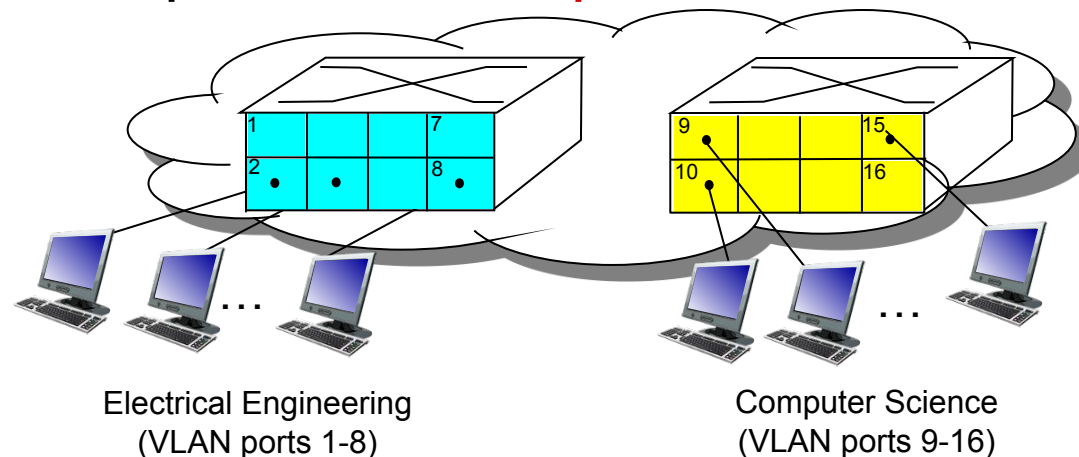 1 7
2 8
9 15
10 16
...
...
Electrical Engineering
(VLAN ports 1-8)
Computer Science
(VLAN ports 9-16)